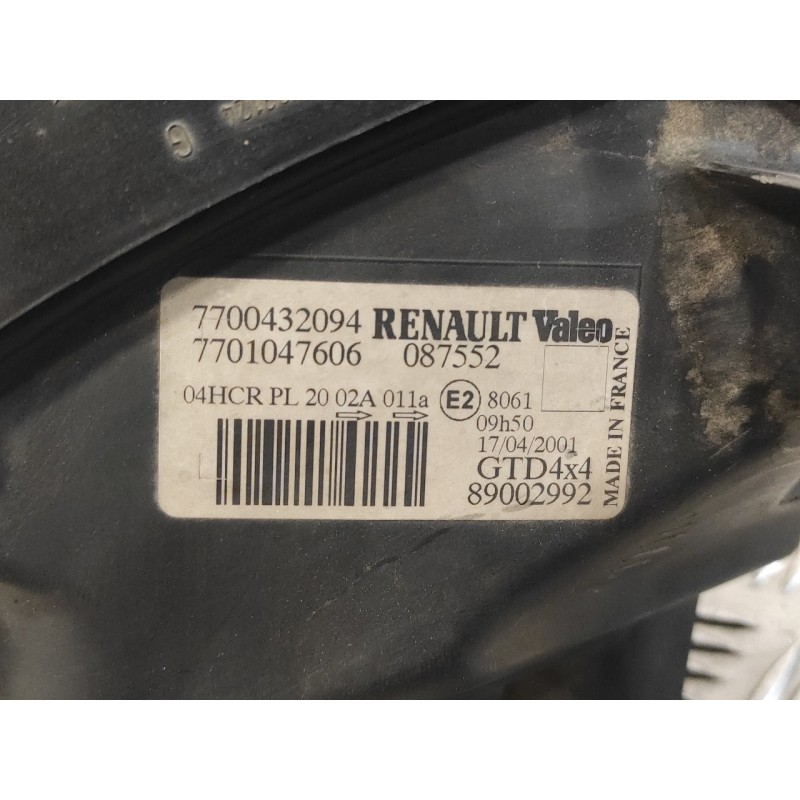 7700432094 RENAULT Valeo
7701047606 087552
04HCR PL 20 02A 011a E2 8061
09h50
17/04/2001
GTD4x4
89002992
MADE IN FRANCE